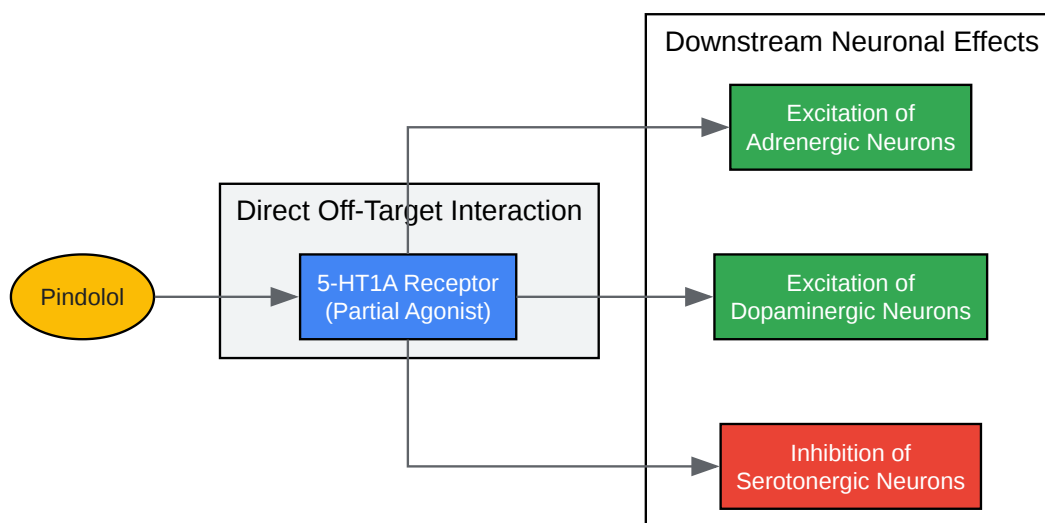 Downstream Neuronal Effects
Excitation of
Adrenergic Neurons
Direct Off-Target Interaction
Pindolol
5-HT1A Receptor
(Partial Agonist)
Excitation of
Dopaminergic Neurons
Inhibition of
Serotonergic Neurons